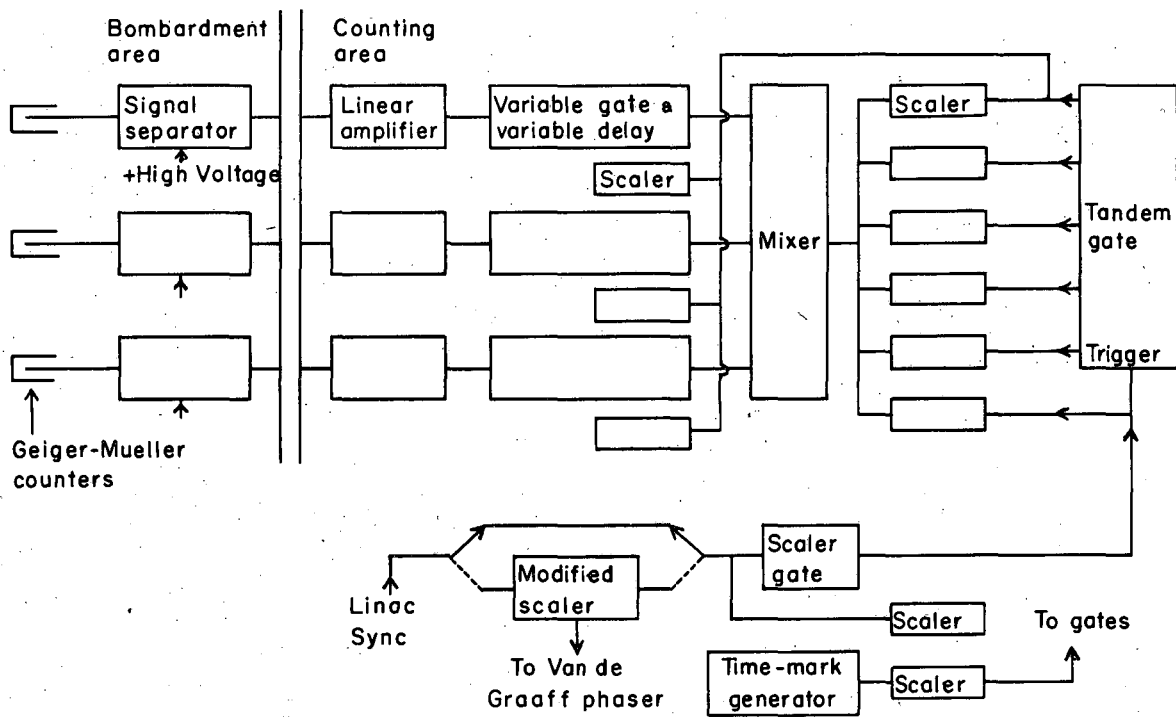 Bombardment
area
Counting
area
Signal
separator
Linear
amplifier
Variable gate &
variable delay
Scaler
+High Voltage
Scaler
Mixer
Tandem
gate
Trigger
Geiger-Mueller
counters
Scaler
gate
Modified
scaler
Linac
Sync
Scaler
To gates
To Van de
Graaff phaser
Time-mark
generator
Scaler